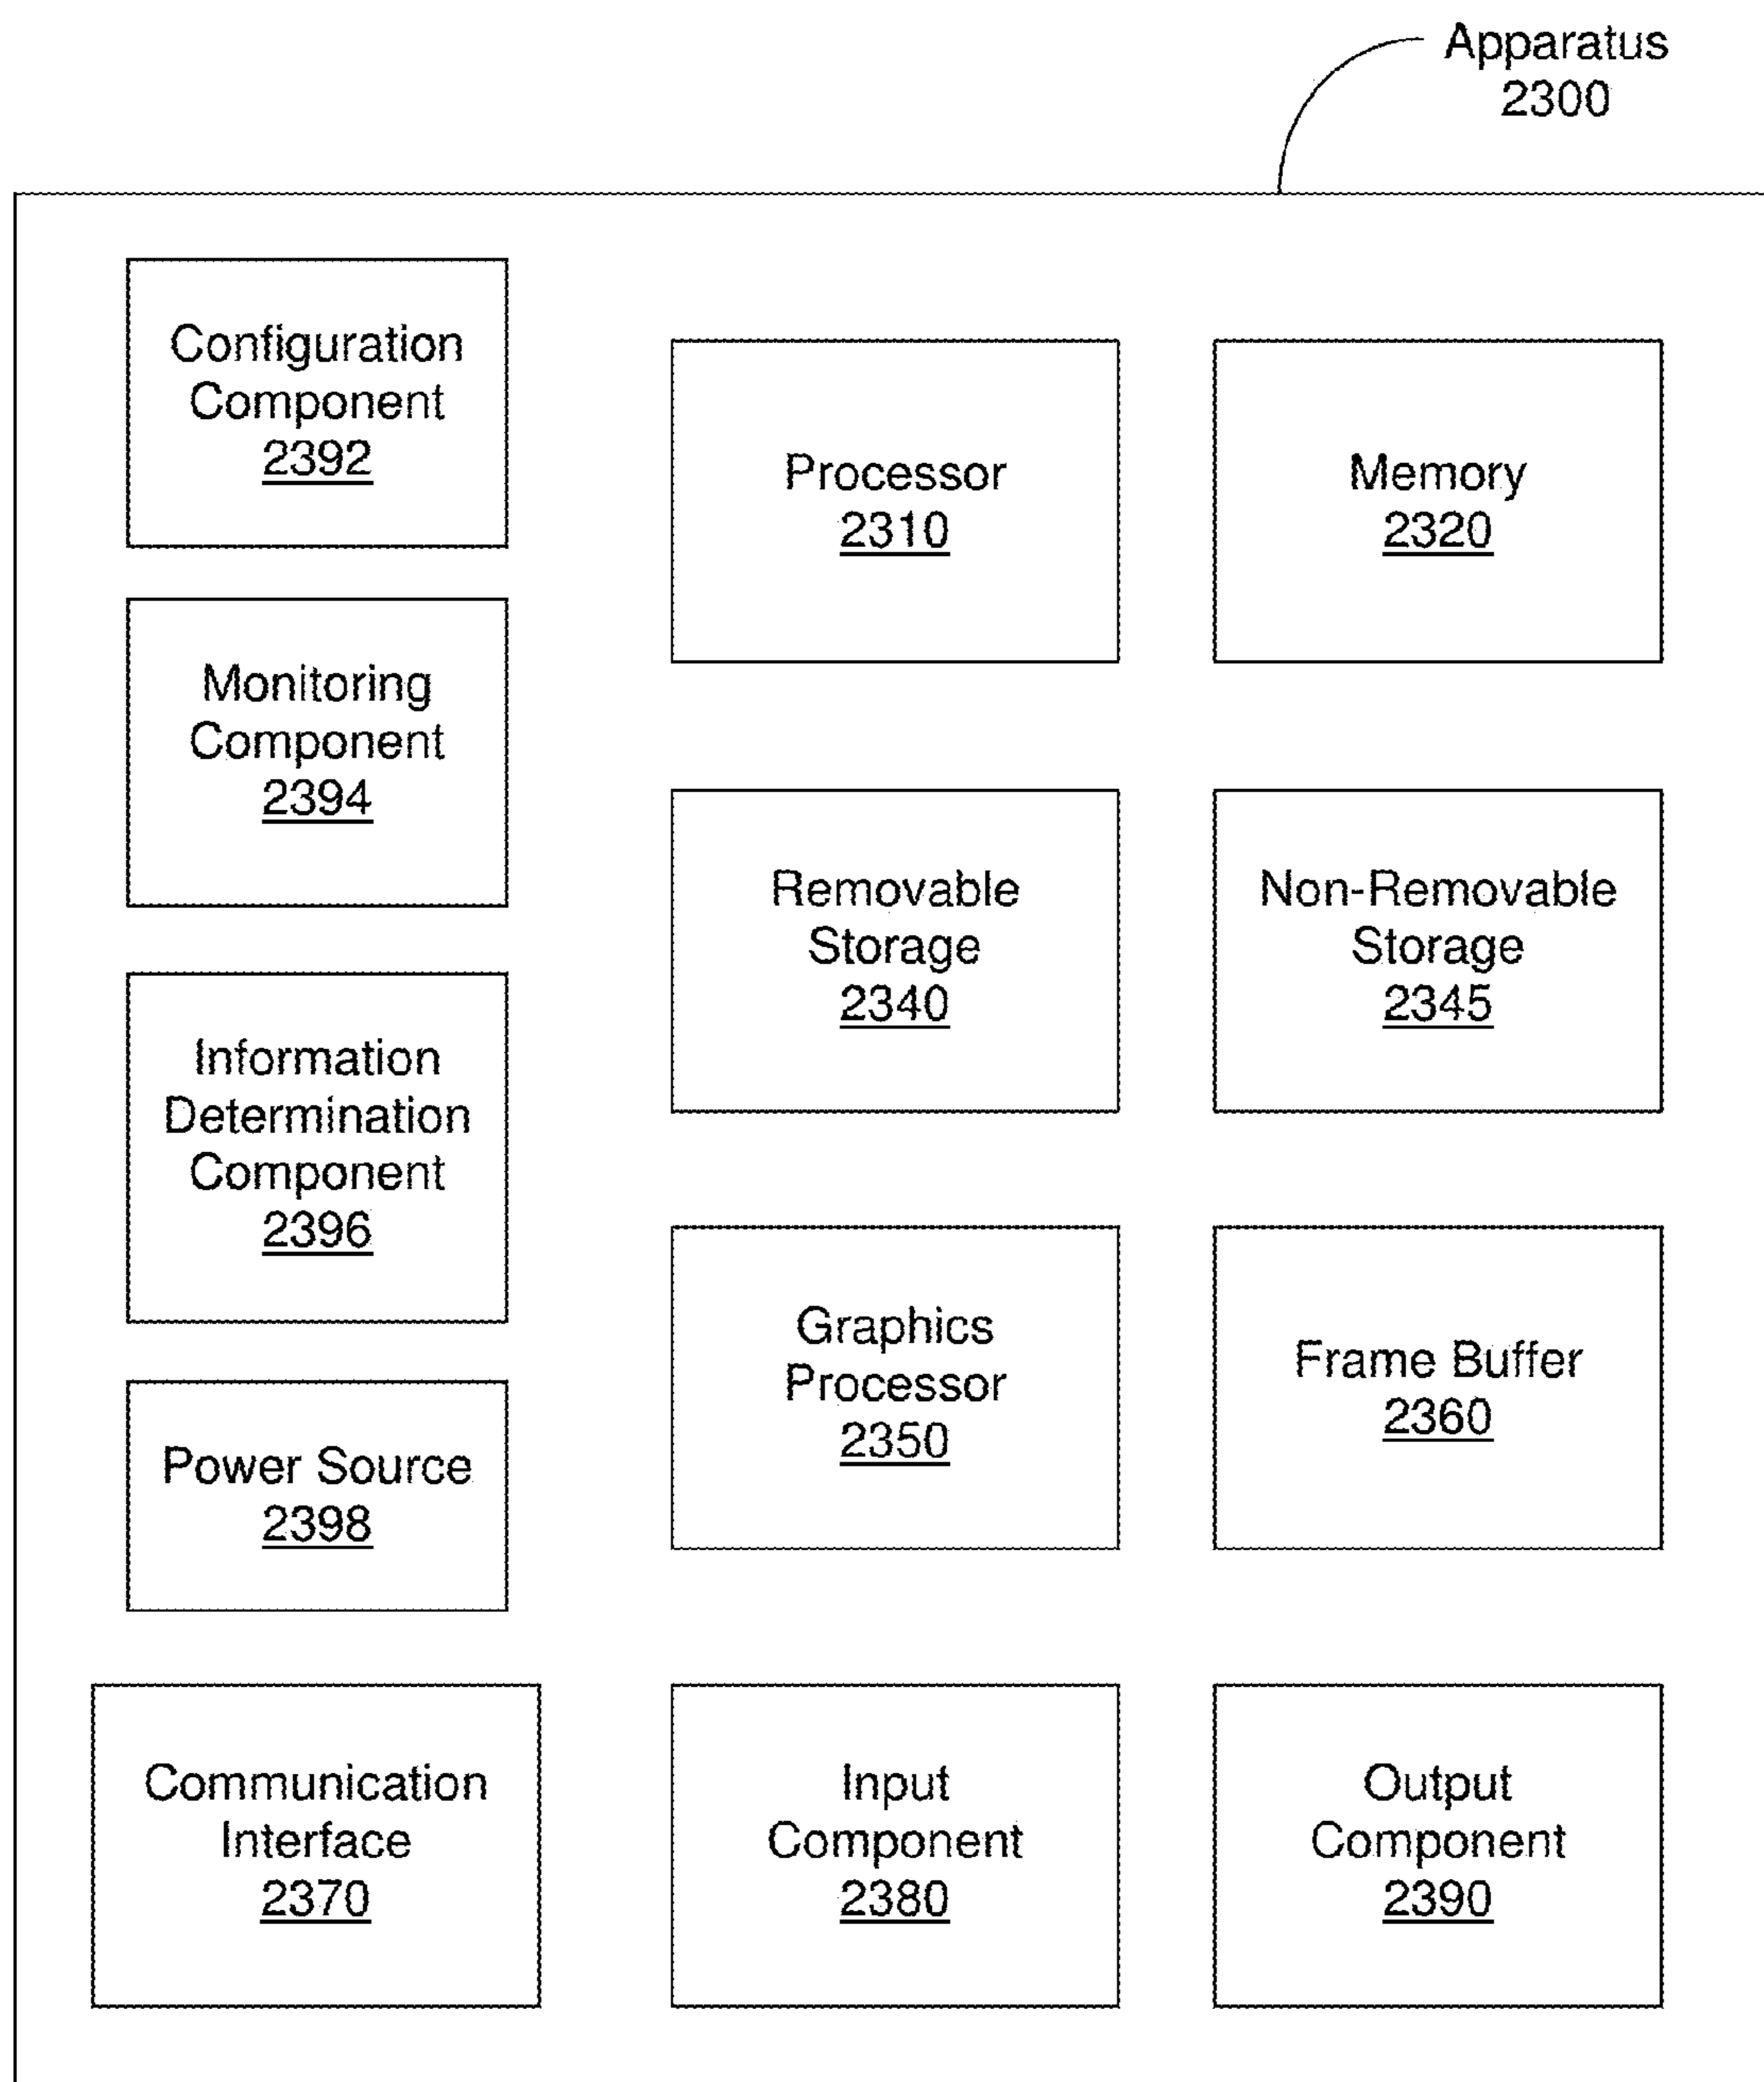 Apparatus
2300
Configuration
Component
2392
Processor
2310
Memory
2320
Monitoring
Component
2394
Removable
Storage
2340
Non-Removable
Storage
2345
Information
Determination
Component
2396
Graphics
Processor
2350
Frame Buffer
2360
Power Source
2398
Communication
Interface
2370
Input
Component
2380
Output
Component
2390